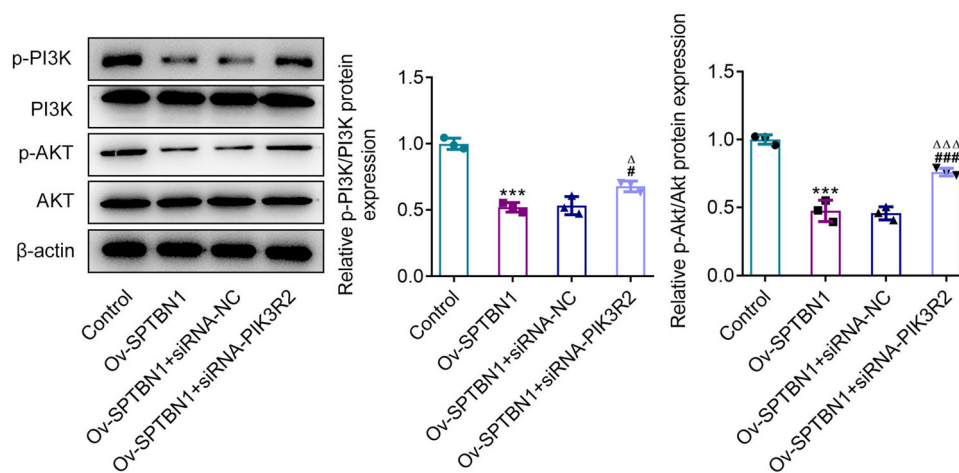 p-PI3K
PI3K
p-AKT
AKT
β-actin
Control
Ov-SPTBN1
Ov-SPTBN1+siRNA-NC
Ov-SPTBN1+siRNA-PIK3R2
Relative p-PI3K/PI3K protein
expression
1.5
1.0
0.5
0.0
***
Δ
#
Control
Ov-SPTBN1
Ov-SPTBN1+siRNA-NC
Ov-SPTBN1+siRNA-PIK3R2
Relative p-Akt/Akt protein expression
1.5
1.0
0.5
0.0
***
ΔΔΔ
###
Control
Ov-SPTBN1
Ov-SPTBN1+siRNA-NC
Ov-SPTBN1+siRNA-PIK3R2